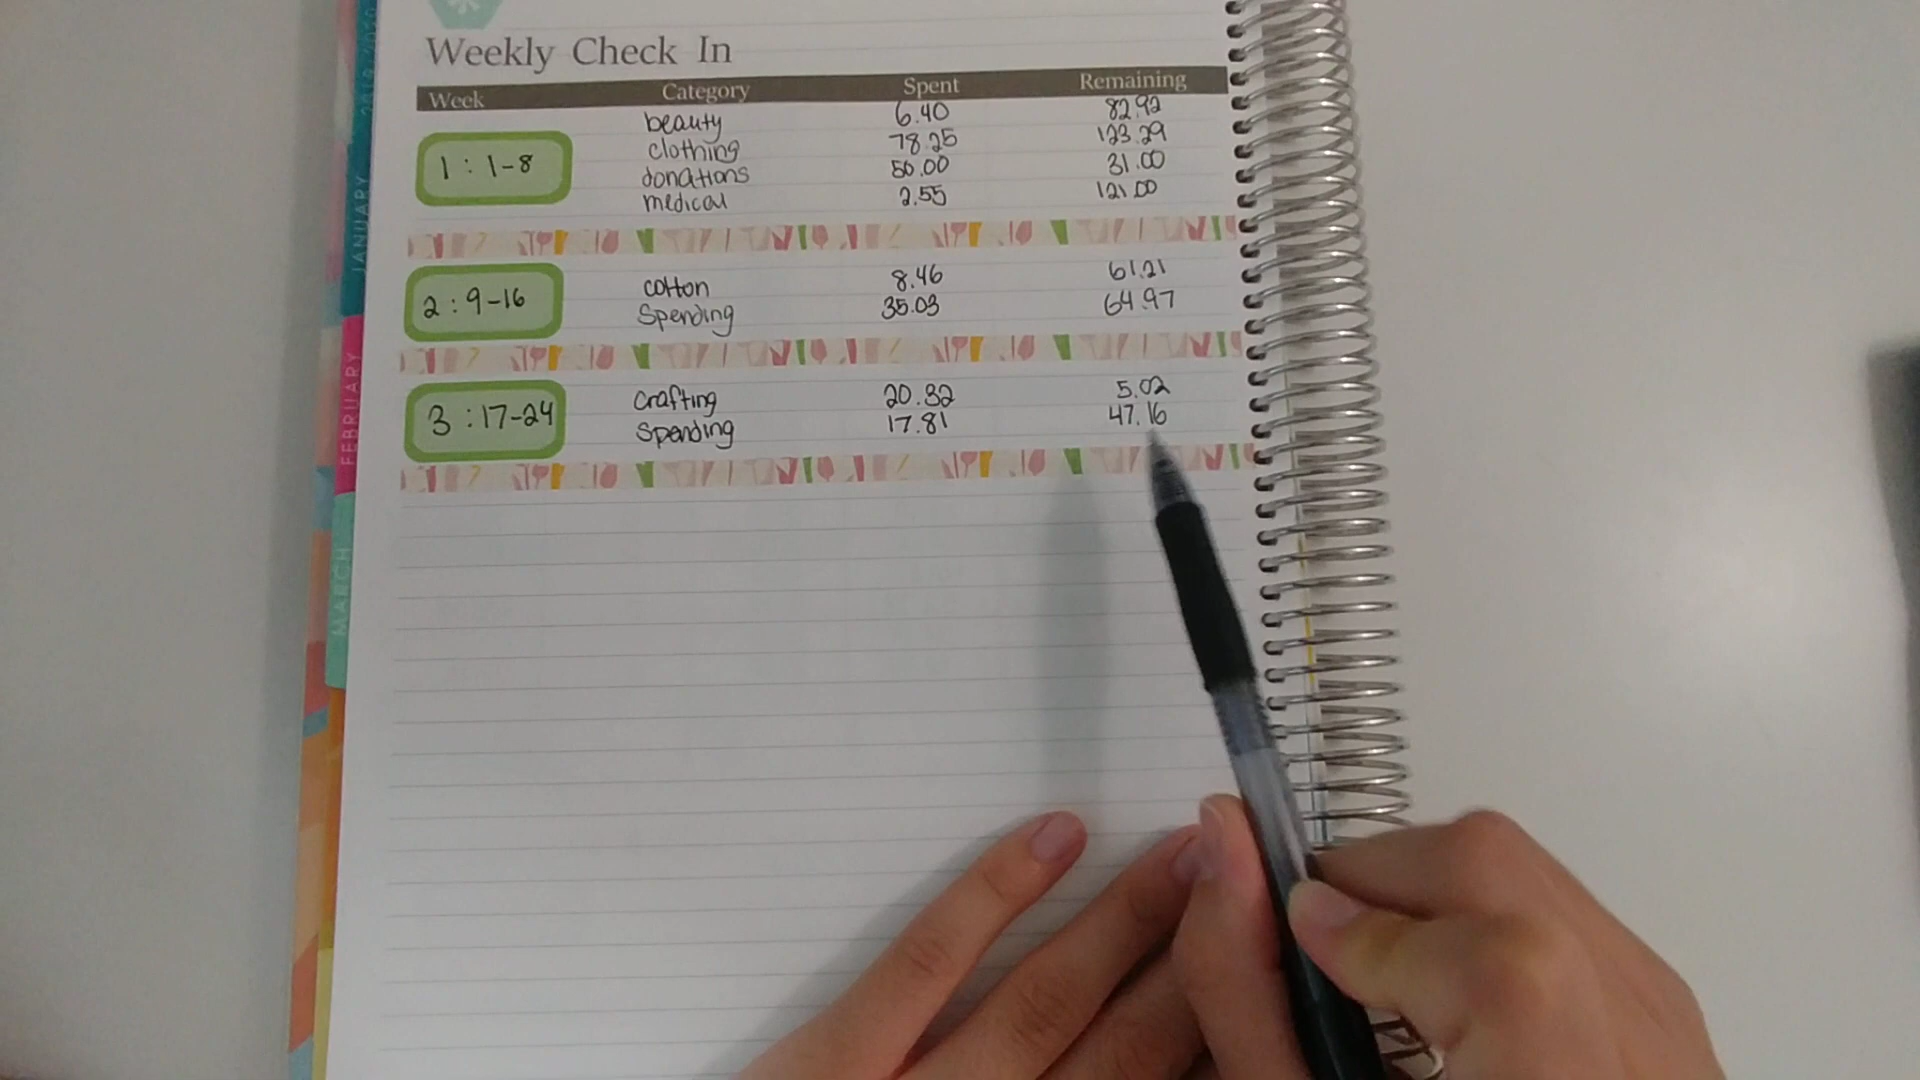 Weekly Check In
Week Category Spent Remaining
1 : 1-8
beauty 6.40 82.92
clothing 78.25 123.29
donations 50.00 31.00
medical 2.55 121.00
2 : 9-16
cotton 8.46 61.21
Spending 35.03 64.97
3 : 17-24
Crafting 20.32 5.02
Spending 17.81 47.16
JANUARY
FEBRUARY
MARCH